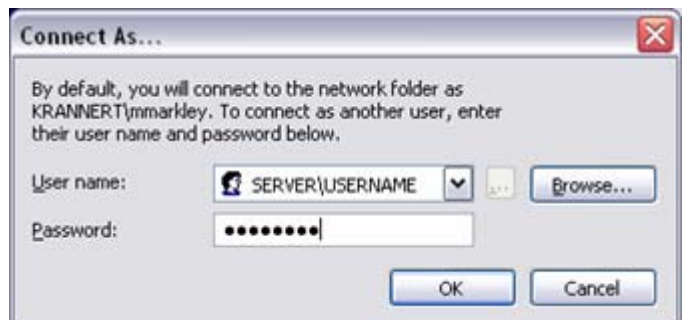 Connect As...
By default, you will connect to the network folder as
KRANNERT\mmarkley. To connect as another user, enter
their user name and password below.
User name: SERVER\USERNAME ... Browse...
Password: ••••••••
OK Cancel